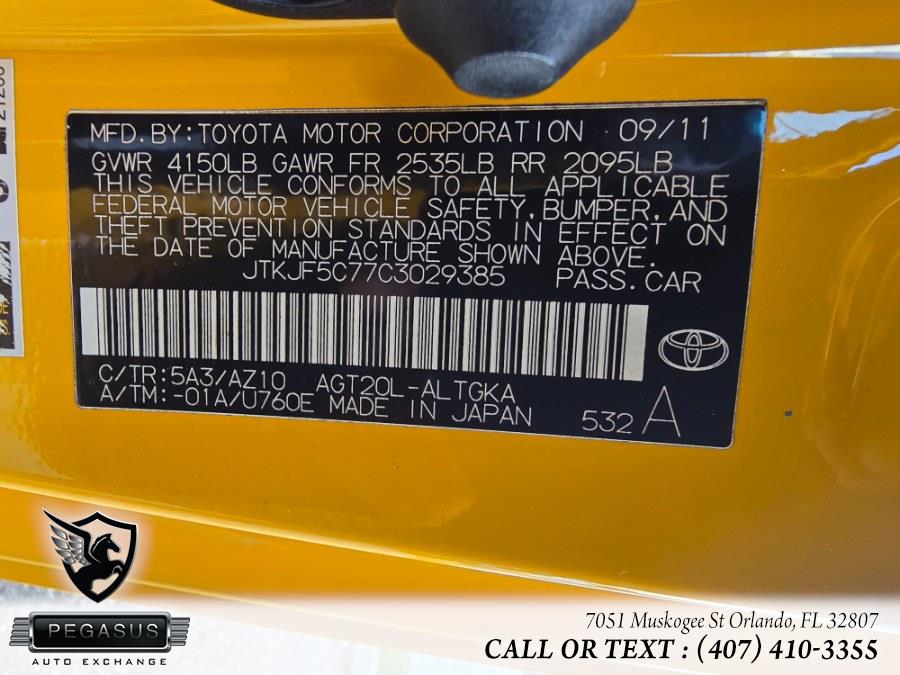 MFD. BY: TOYOTA MOTOR CORPORATION 09/11
GVWR 4150LB GAWR FR 2535LB RR 2095LB
THIS VEHICLE CONFORMS TO ALL APPLICABLE
FEDERAL MOTOR VEHICLE SAFETY, BUMPER, AND
THEFT PREVENTION STANDARDS IN EFFECT ON
THE DATE OF MANUFACTURE SHOWN ABOVE.
JTKJF5C77C3029385 PASS. CAR
C/TR: 5A3/AZ10 AGT20L-ALTGKA
A/TM: -01A/U760E MADE IN JAPAN
532 A
PEGASUS
AUTO EXCHANGE
7051 Muskogee St Orlando, FL 32807
CALL OR TEXT : (407) 410-3355